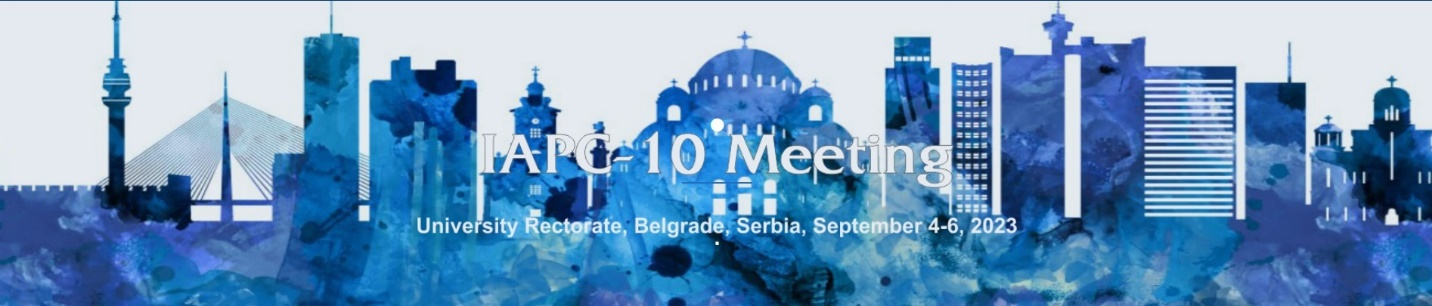 IAPC-10 Meeting
University Rectorate, Belgrade, Serbia, September 4-6, 2023